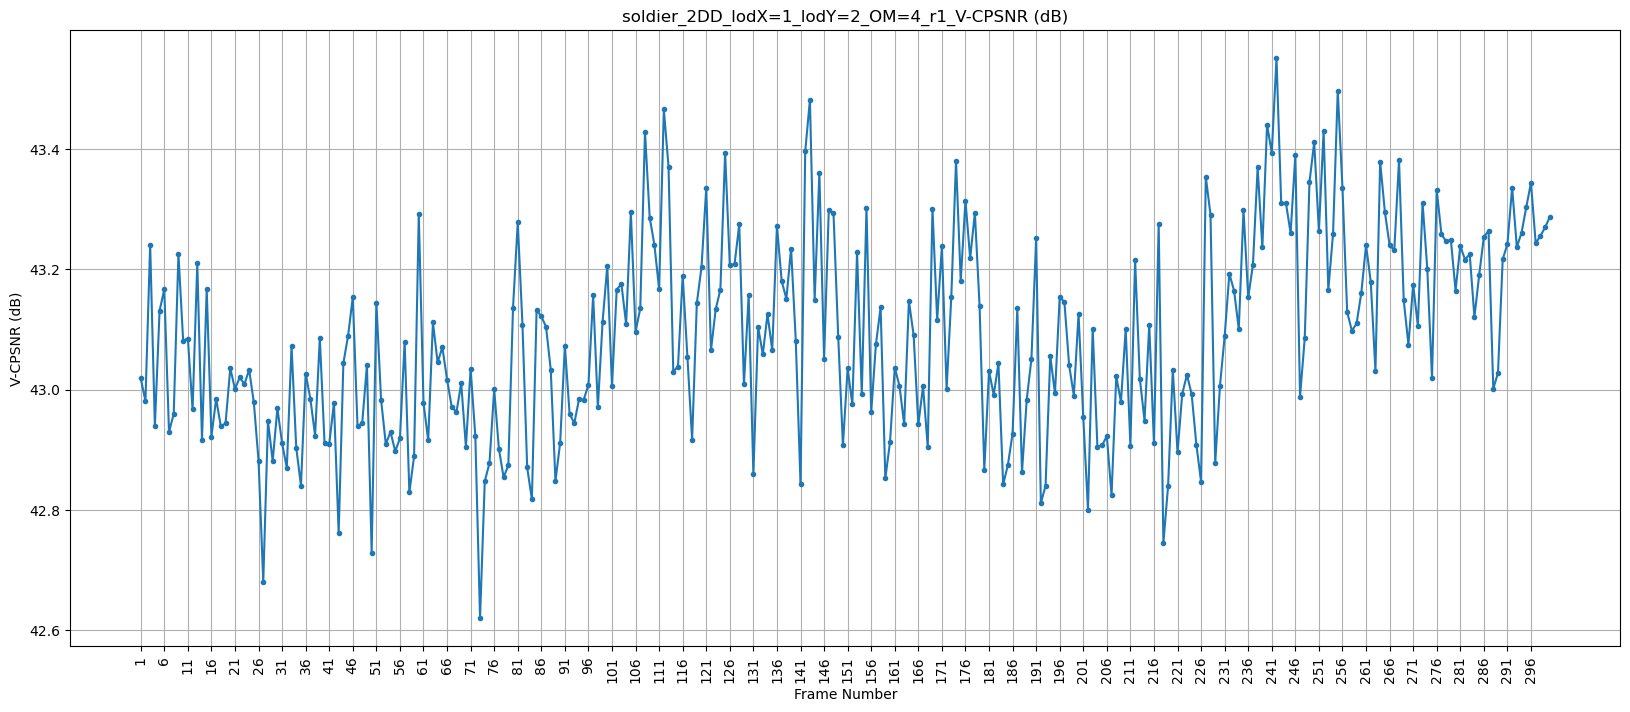 soldier_2DD_lodX=1_lodY=2_OM=4_r1_V-CPSNR (dB)
V-CPSNR (dB)
43.4
43.2
43.0
42.8
42.6
1 6 11 16 21 26 31 36 41 46 51 56 61 66 71 76 81 86 91 96 101 106 111 116 121 126 131 136 141 146 151 156 161 166 171 176 181 186 191 196 201 206 211 216 221 226 231 236 241 246 251 256 261 266 271 276 281 286 291 296
Frame Number